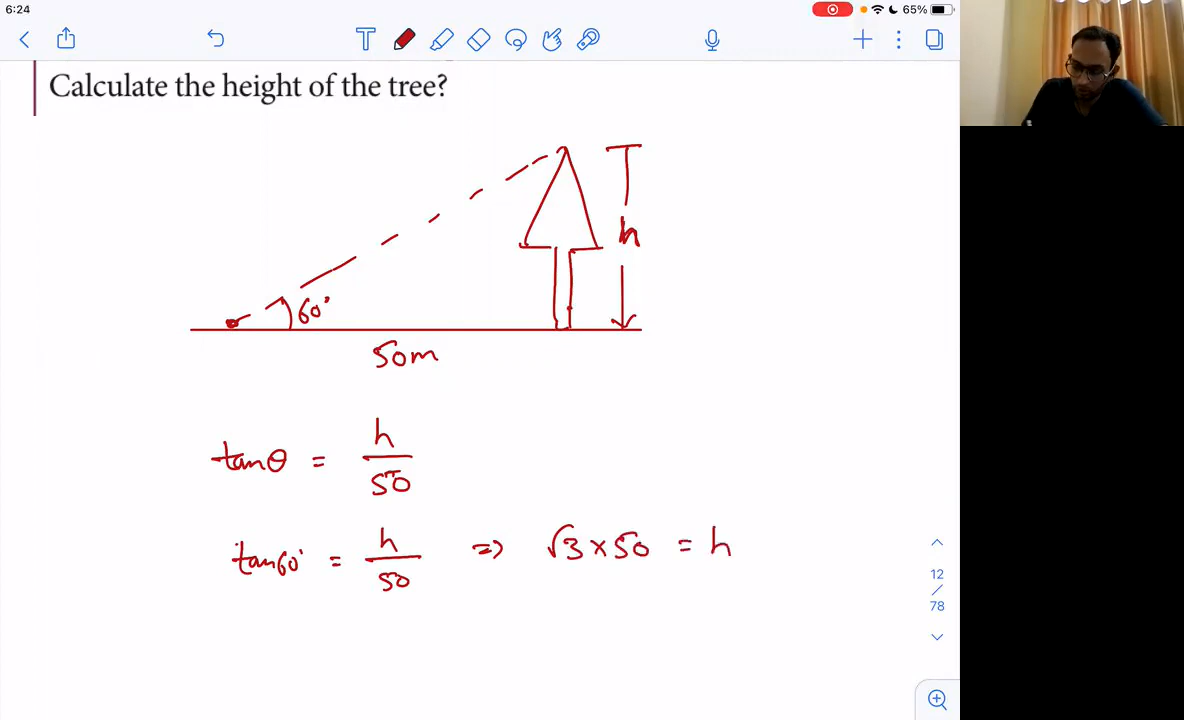 6:24
65%
T
Calculate the height of the tree?
h
60°
50m
tanθ = h/50
tan60° = h/50 ⇒ √3 × 50 = h
12
/
78